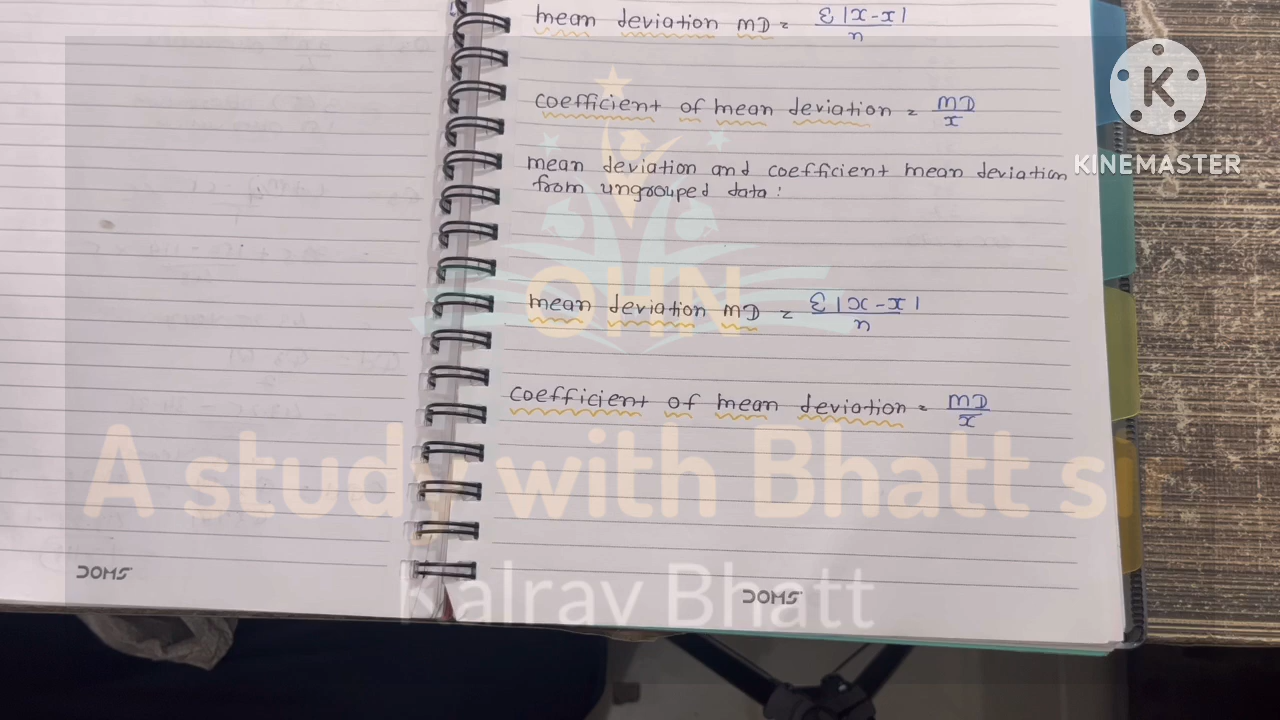 mean deviation MD = Σ |x - x̄| / n
coefficient of mean deviation = MD / x̄
mean deviation and coefficient mean deviation
from ungrouped data :
mean deviation MD = Σ |x - x̄| / n
coefficient of mean deviation = MD / x̄
K
KINEMASTER
OHN
A study with Bhatt sir
Kalrav Bhatt
DOMS
DOMS